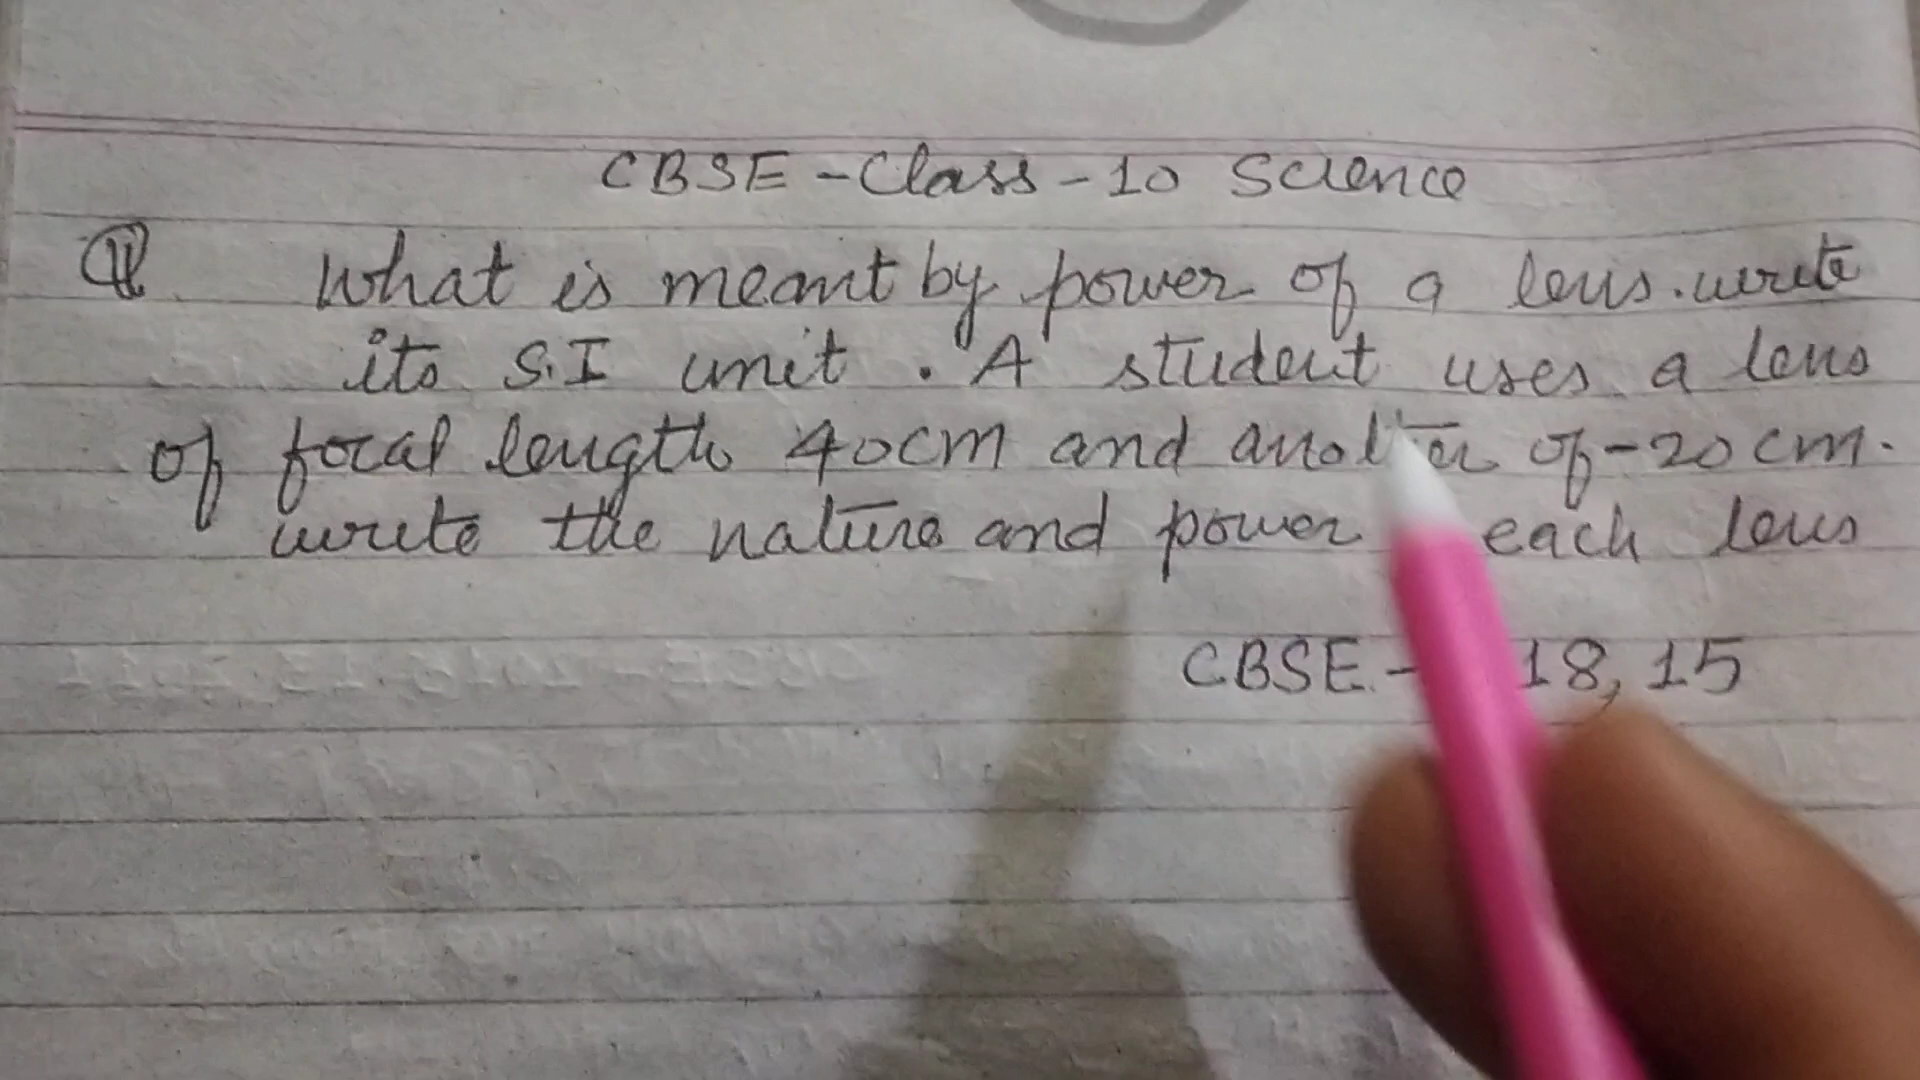 CBSE - Class - 10 Science
Q what is meant by power of a lens. write
its S.I unit. A student uses a lens
of focal length 40cm and another of -20cm.
write the nature and power each lens
CBSE - 18, 15